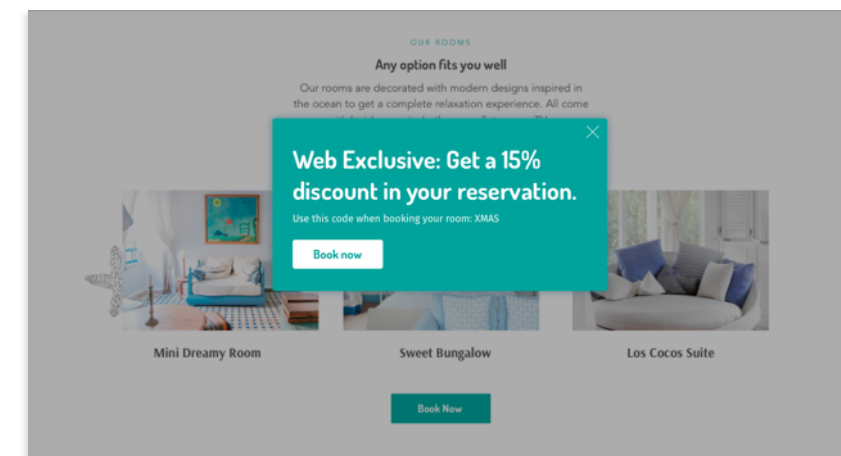 OUR ROOMS
Any option fits you well
Our rooms are decorated with modern designs inspired in
the ocean to get a complete relaxation experience. All come
Web Exclusive: Get a 15%
discount in your reservation.
Use this code when booking your room: XMAS
Book now
Mini Dreamy Room
Sweet Bungalow
Los Cocos Suite
Book Now